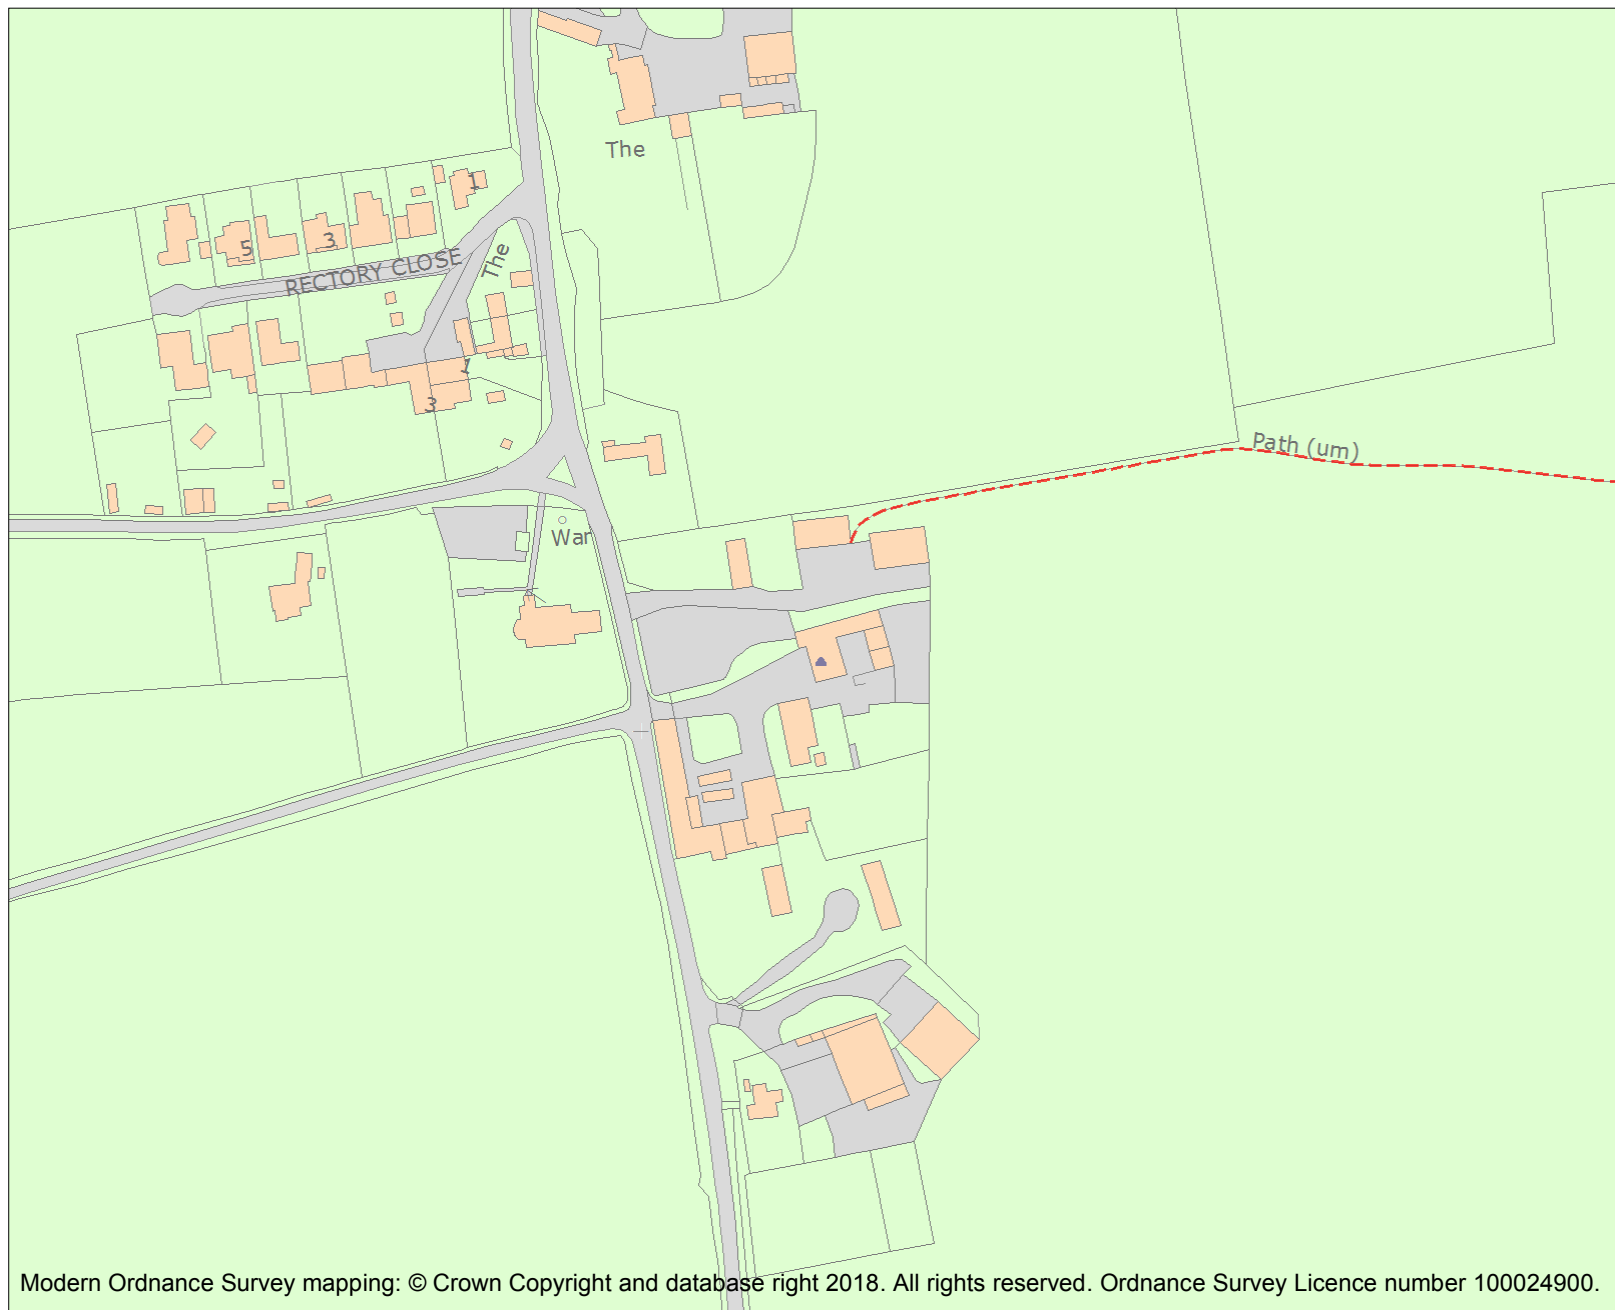 The
1
5
3
The
RECTORY CLOSE
1
3
Path (um)
War
Modern Ordnance Survey mapping: © Crown Copyright and database right 2018. All rights reserved. Ordnance Survey Licence number 100024900.